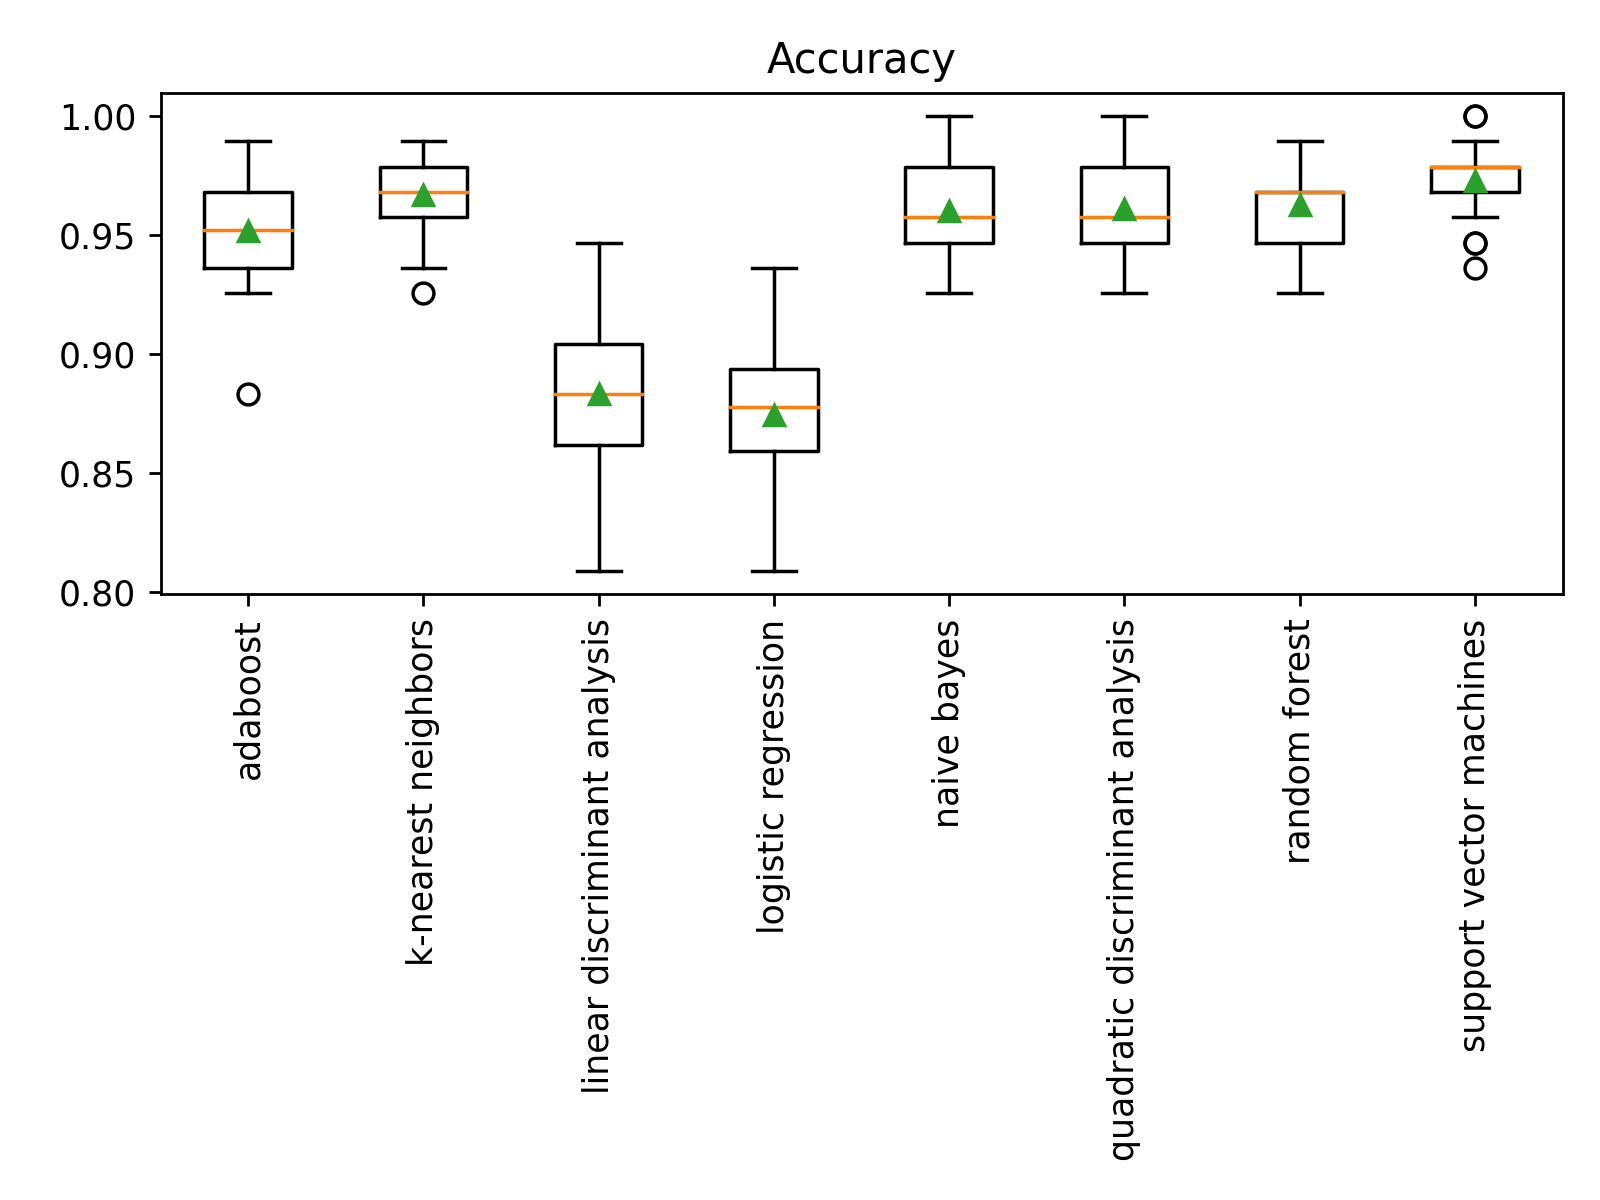 Accuracy
1.00
0.95
0.90
0.85
0.80
adaboost
k-nearest neighbors
linear discriminant analysis
logistic regression
naive bayes
quadratic discriminant analysis
random forest
support vector machines